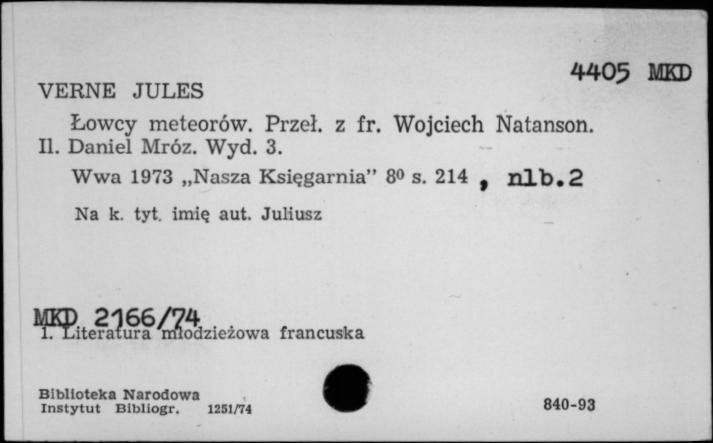 4405 MKD
VERNE JULES
Łowcy meteorów. Przeł. z fr. Wojciech Natanson.
Il. Daniel Mróz. Wyd. 3.
Wwa 1973 „Nasza Księgarnia” 8⁰ s. 214 , nlb.2
Na k. tyt. imię aut. Juliusz
MKD 2166/74
1. Literatura młodzieżowa francuska
Biblioteka Narodowa
Instytut Bibliogr. 1251/74
840-93